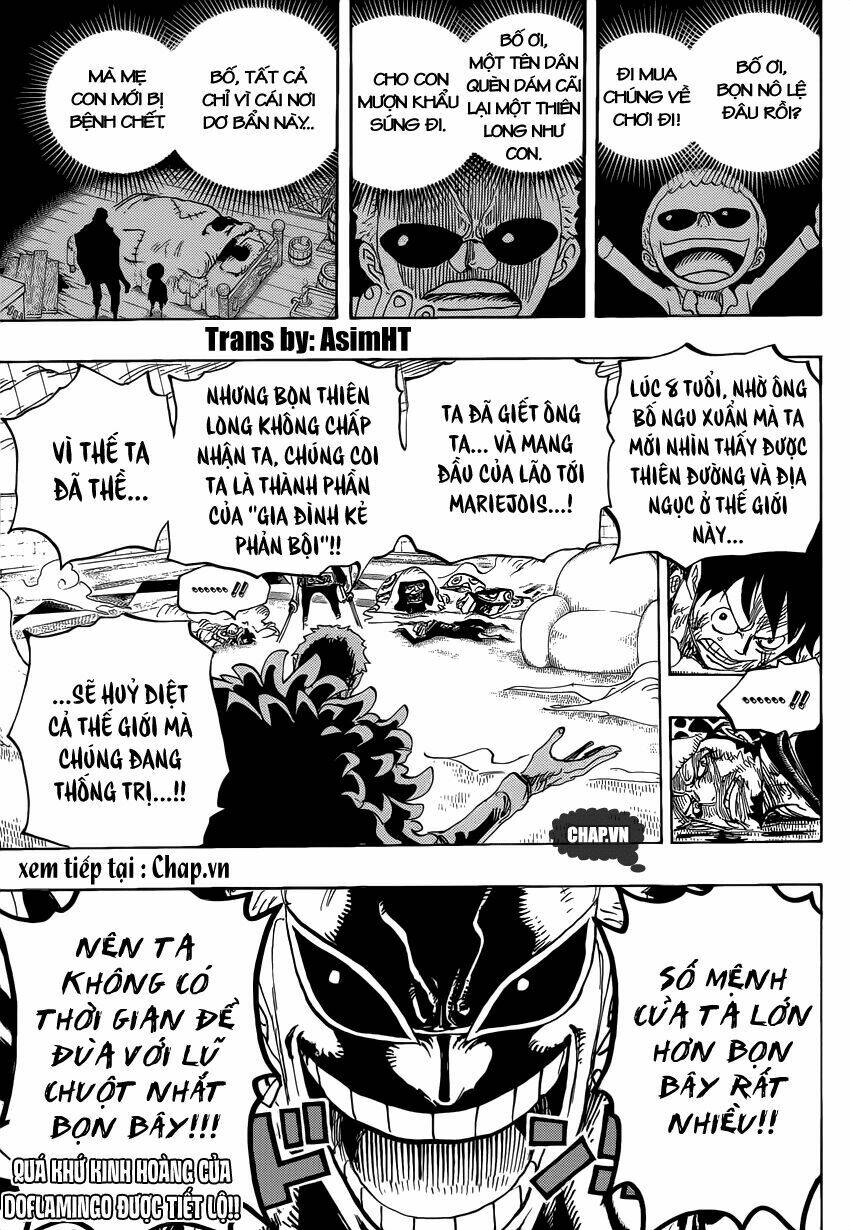 BỐ ƠI,
BỌN NÔ LỆ
ĐÂU RỒI?
ĐI MUA
CHÚNG VỀ
CHƠI ĐI!
BỐ ƠI,
MỘT TÊN DÂN
QUÈN DÁM CÃI
LẠI MỘT THIÊN
LONG NHƯ
CON.
CHO CON
MƯỢN KHẨU
SÚNG ĐI.
BỐ, TẤT CẢ
CHỈ VÌ CÁI NƠI
DƠ BẨN NÀY...
MÀ MẸ
CON MỚI BỊ
BỆNH CHẾT.
Trans by: AsimHT
LÚC 8 TUỔI, NHỜ ÔNG
BỐ NGU XUẨN MÀ TA
MỚI NHÌN THẤY ĐƯỢC
THIÊN ĐƯỜNG VÀ ĐỊA
NGỤC Ở THẾ GIỚI
NÀY...
.......!!
TA ĐÃ GIẾT ÔNG
TA... VÀ MANG
ĐẦU CỦA LÃO TỚI
MARIEJOIS...!
NHƯNG BỌN THIÊN
LONG KHÔNG CHẤP
NHẬN TA, CHÚNG COI
TA LÀ THÀNH PHẦN
CỦA "GIA ĐÌNH KẺ
PHẢN BỘI"!!
.......!!
VÌ THẾ TA
ĐÃ THỀ...
...SẼ HUỶ DIỆT
CẢ THẾ GIỚI MÀ
CHÚNG ĐANG
THỐNG TRỊ...!!
CHAP.VN
xem tiếp tại : Chap.vn
SỐ MỆNH
CỦA TA LỚN
HƠN BỌN
BÂY RẤT
NHIỀU!!
NÊN TA
KHÔNG CÓ
THỜI GIAN ĐỂ
ĐÙA VỚI LŨ
CHUỘT NHẮT
BỌN BÂY!!!
ドドン
QUÁ KHỨ KINH HOÀNG CỦA
DOFLAMINGO ĐƯỢC TIẾT LỘ!!